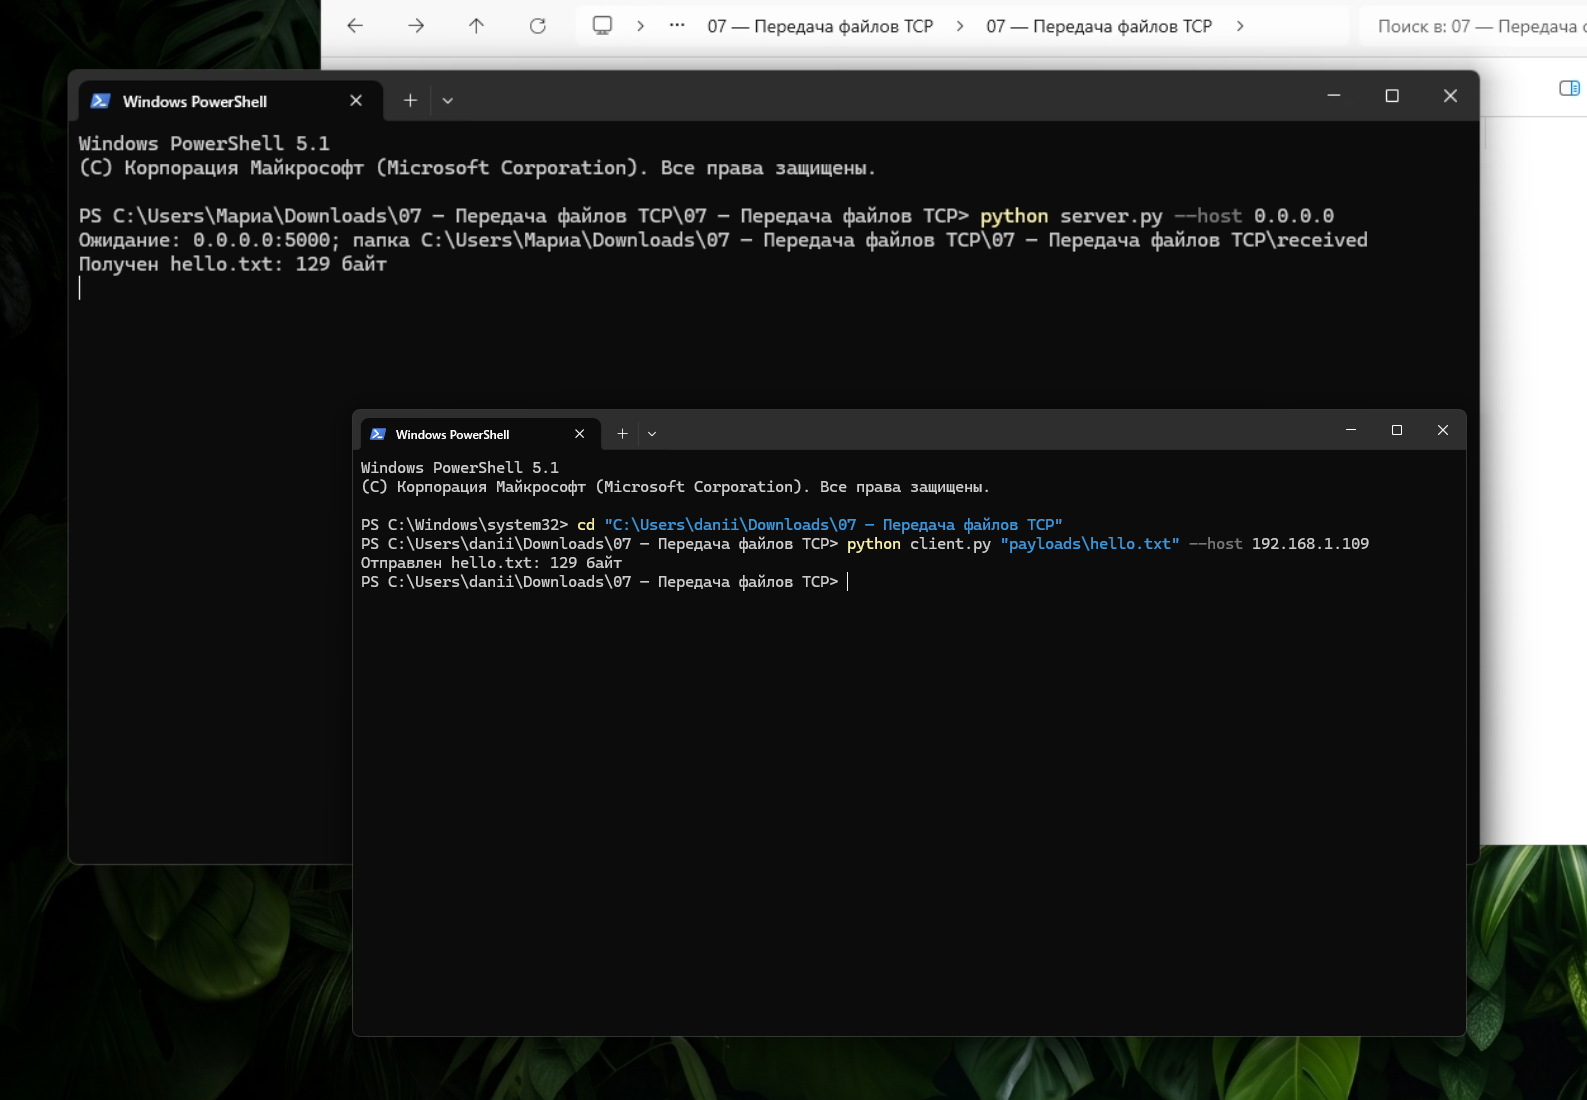 07 — Передача файлов TCP
07 — Передача файлов TCP
Поиск в: 07 — Передача
Windows PowerShell
Windows PowerShell 5.1
(C) Корпорация Майкрософт (Microsoft Corporation). Все права защищены.
PS C:\Users\Мариа\Downloads\07 — Передача файлов TCP\07 — Передача файлов TCP> python server.py --host 0.0.0.0
Ожидание: 0.0.0.0:5000; папка C:\Users\Мариа\Downloads\07 — Передача файлов TCP\07 — Передача файлов TCP\received
Получен hello.txt: 129 байт
Windows PowerShell
Windows PowerShell 5.1
(C) Корпорация Майкрософт (Microsoft Corporation). Все права защищены.
PS C:\Windows\system32> cd "C:\Users\danii\Downloads\07 — Передача файлов TCP"
PS C:\Users\danii\Downloads\07 — Передача файлов TCP> python client.py "payloads\hello.txt" --host 192.168.1.109
Отправлен hello.txt: 129 байт
PS C:\Users\danii\Downloads\07 — Передача файлов TCP>